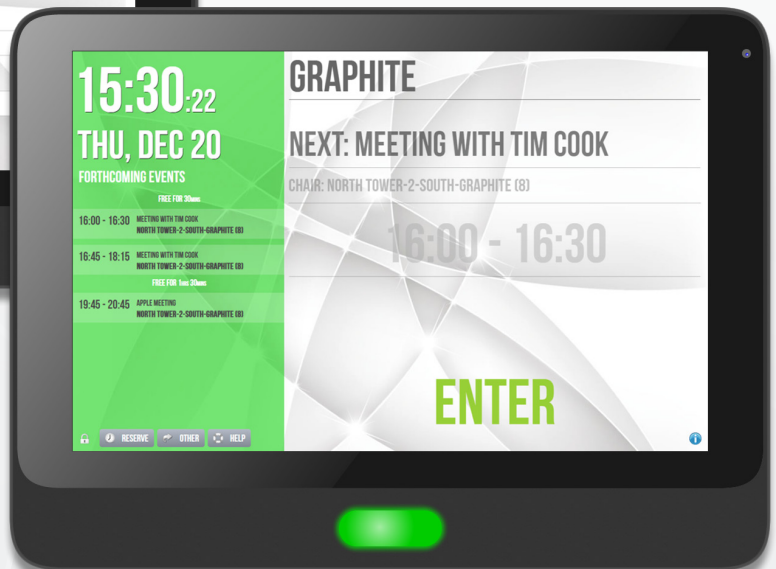 15:30:22
THU, DEC 20
FORTHCOMING EVENTS
FREE FOR 30MINS
16:00 - 16:30 MEETING WITH TIM COOK
NORTH TOWER-2-SOUTH-GRAPHITE (8)
16:45 - 18:15 MEETING WITH TIM COOK
NORTH TOWER-2-SOUTH-GRAPHITE (8)
FREE FOR 1HRS 30MINS
19:45 - 20:45 APPLE MEETING
NORTH TOWER-2-SOUTH-GRAPHITE (8)
RESERVE OTHER HELP
GRAPHITE
NEXT: MEETING WITH TIM COOK
CHAIR: NORTH TOWER-2-SOUTH-GRAPHITE (8)
16:00 - 16:30
ENTER